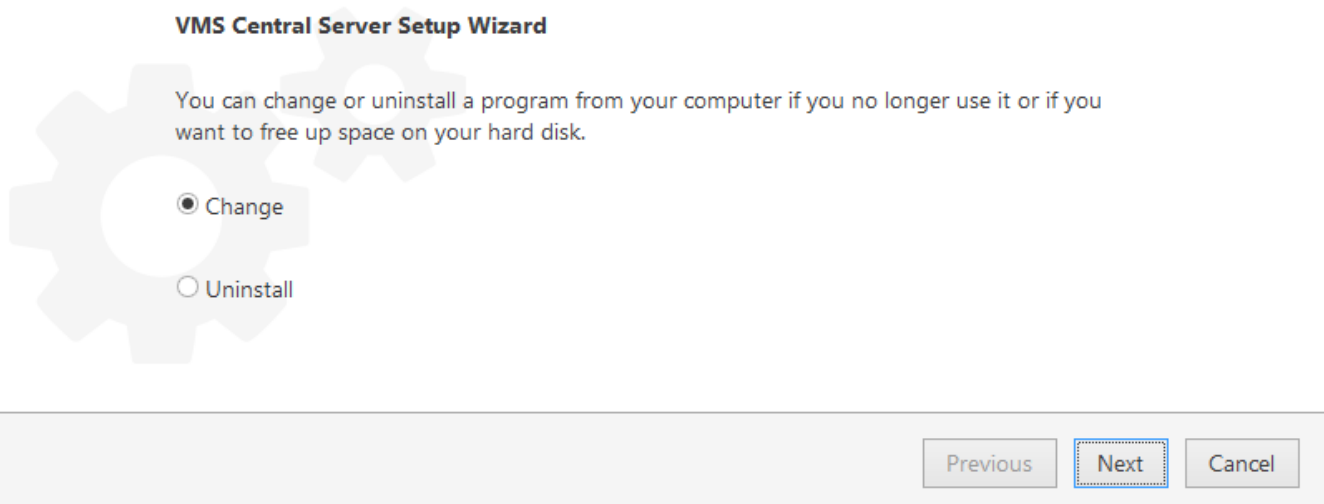 VMS Central Server Setup Wizard
You can change or uninstall a program from your computer if you no longer use it or if you
want to free up space on your hard disk.
Change
Uninstall
Previous Next Cancel